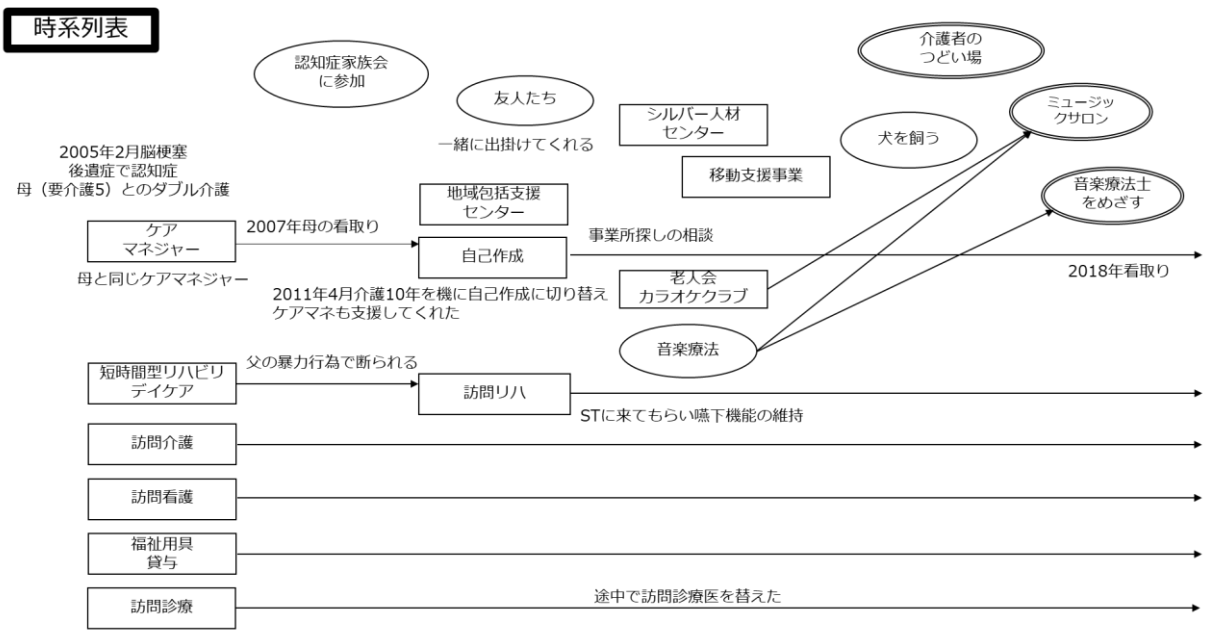 時系列表
認知症家族会
に参加
友人たち
一緒に出掛けてくれる
シルバー人材
センター
移動支援事業
介護者の
つどい場
犬を飼う
ミュージッ
クサロン
音楽療法士
をめざす
2005年2月脳梗塞
後遺症で認知症
母（要介護5）とのダブル介護
ケア
マネジャー
母と同じケアマネジャー
2007年母の看取り
地域包括支援
センター
自己作成
事業所探しの相談
2018年看取り
2011年4月介護10年を機に自己作成に切り替え
ケアマネも支援してくれた
老人会
カラオケクラブ
音楽療法
短時間型リハビリ
デイケア
父の暴力行為で断られる
訪問リハ
STに来てもらい嚥下機能の維持
訪問介護
訪問看護
福祉用具
貸与
訪問診療
途中で訪問診療医を替えた